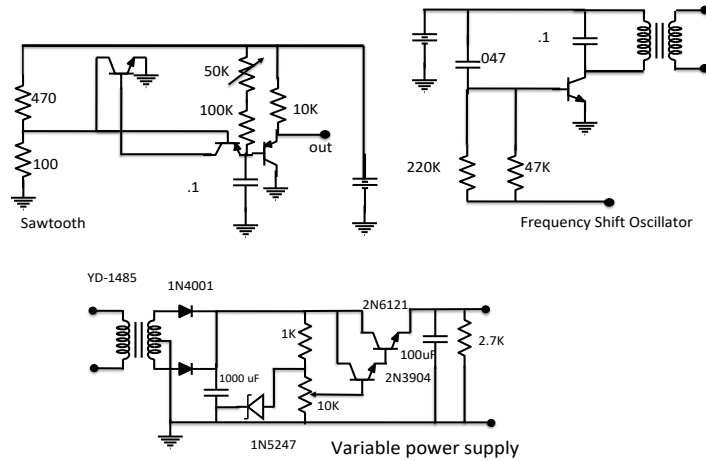 50K
470
100K
10K
out
100
.1
Sawtooth
.1
047
220K
47K
Frequency Shift Oscillator
YD-1485
1N4001
2N6121
1K
2.7K
100uF
1000 uF
2N3904
10K
1N5247
Variable power supply